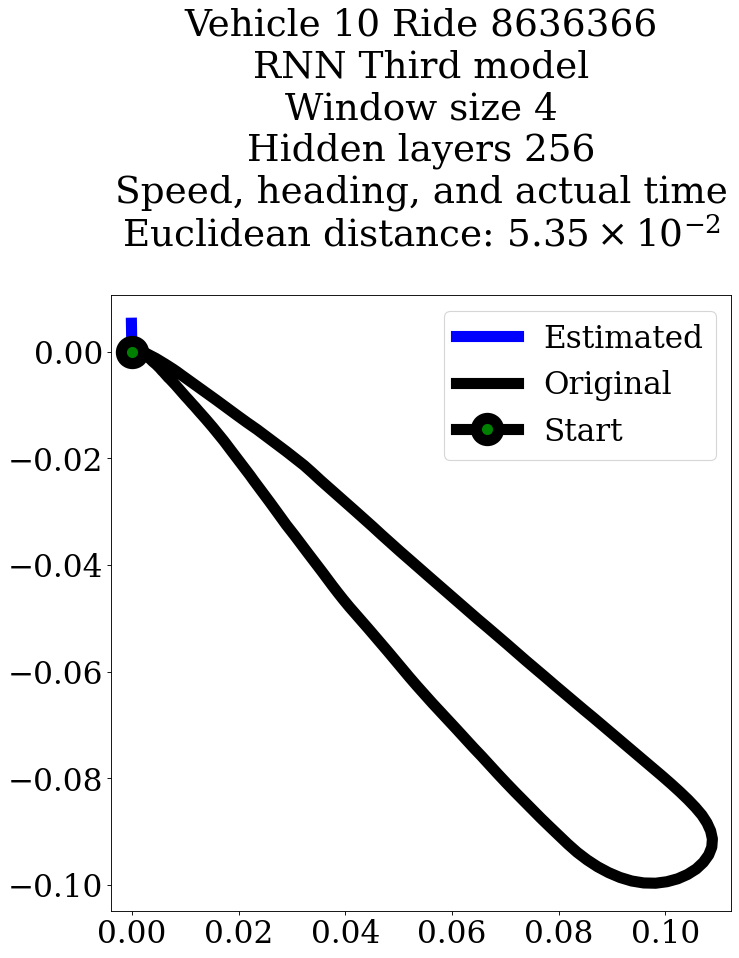 Vehicle 10 Ride 8636366
RNN Third model
Window size 4
Hidden layers 256
Speed, heading, and actual time
Euclidean distance: 5.35 × 10⁻²
Estimated
Original
Start
0.00
−0.02
−0.04
−0.06
−0.08
−0.10
0.00 0.02 0.04 0.06 0.08 0.10